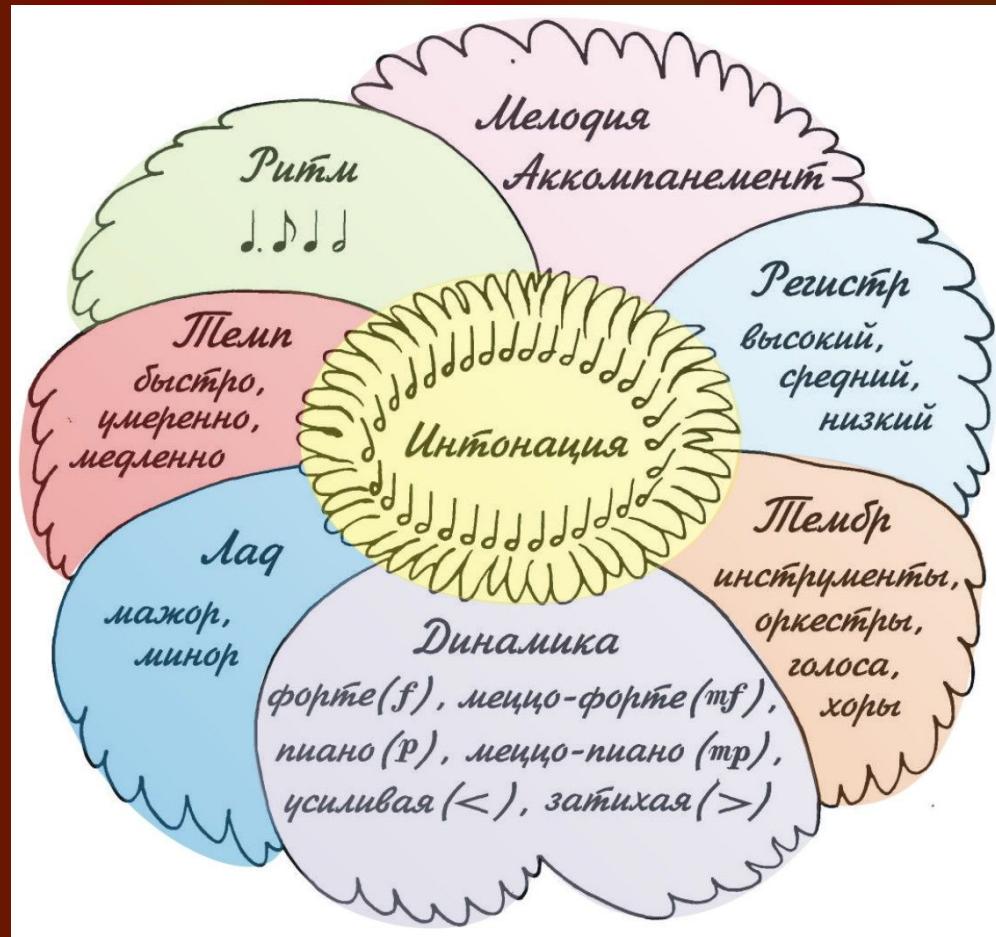 Мелодия
Аккомпанемент
Ритм
Регистр
высокий,
средний,
низкий
Темп
быстро,
умеренно,
медленно
Интонация
Тембр
инструменты,
оркестры,
голоса,
хоры
Лад
мажор,
минор
Динамика
форте (f), меццо-форте (mf),
пиано (p), меццо-пиано (mp),
усиливая (<), затихая (>)